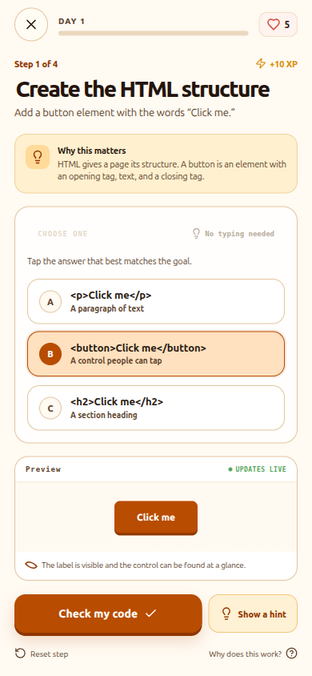 DAY 1
5
Step 1 of 4
+10 XP
Create the HTML structure
Add a button element with the words "Click me."
Why this matters
HTML gives a page its structure. A button is an element with
an opening tag, text, and a closing tag.
CHOOSE ONE
No typing needed
Tap the answer that best matches the goal.
A
<p>Click me</p>
A paragraph of text
B
<button>Click me</button>
A control people can tap
C
<h2>Click me</h2>
A section heading
Preview
UPDATES LIVE
Click me
The label is visible and the control can be found at a glance.
Check my code
Show a hint
Reset step
Why does this work?